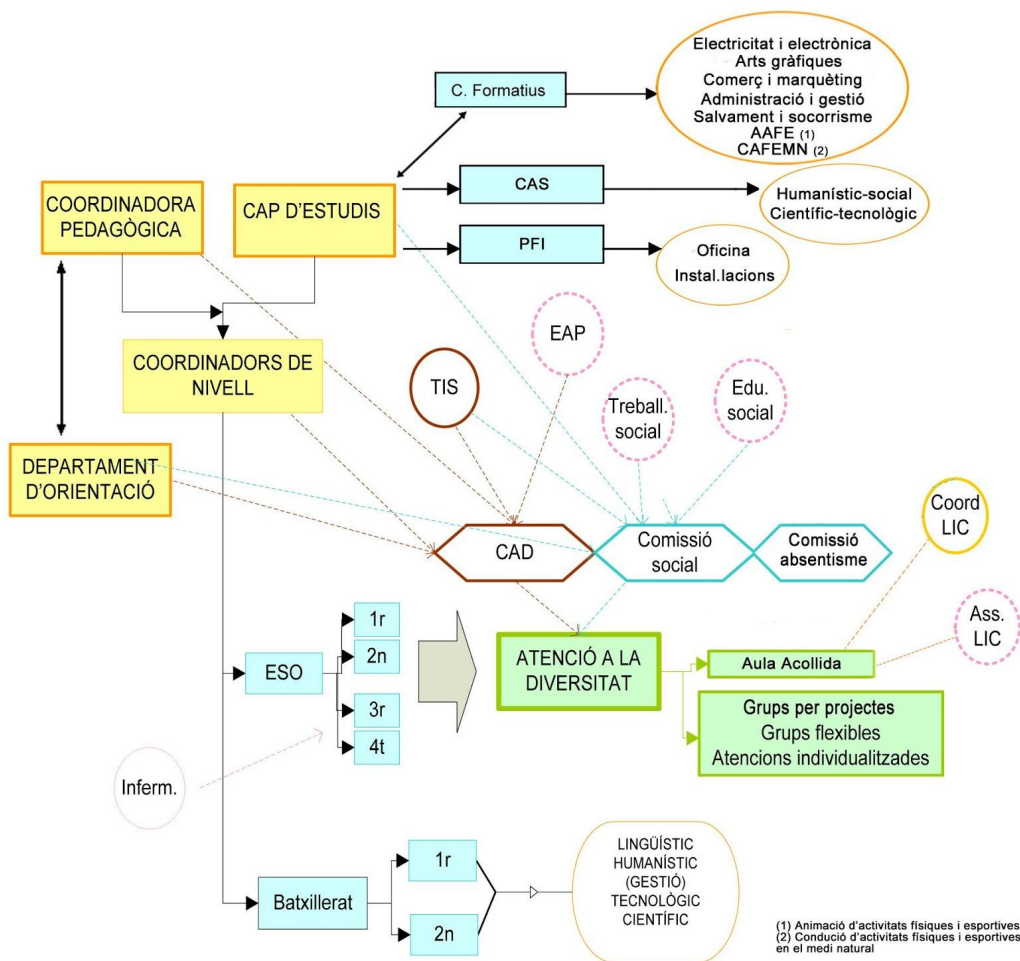 Electricitat i electrònica
Arts gràfiques
Comerç i marquèting
Administració i gestió
Salvament i socorrisme
AAFE (1)
CAFEMN (2)
C. Formatius
CAS
Humanístic-social
Científic-tecnològic
COORDINADORA
PEDAGÒGICA
CAP D'ESTUDIS
PFI
Oficina
Instal.lacions
COORDINADORS DE
NIVELL
TIS
EAP
Treball.
social
Edu.
social
DEPARTAMENT
D'ORIENTACIÓ
CAD
Comissió
social
Comissió
absentisme
Coord
LIC
Ass.
LIC
ESO
1r
2n
3r
4t
ATENCIÓ A LA
DIVERSITAT
Aula Acollida
Grups per projectes
Grups flexibles
Atencions individualitzades
Inferm.
Batxillerat
1r
2n
LINGÜÍSTIC
HUMANÍSTIC
(GESTIÓ)
TECNOLÒGIC
CIENTÍFIC
(1) Animació d'activitats físiques i esportives
(2) Condució d'activitats físiques i esportives
en el medi natural